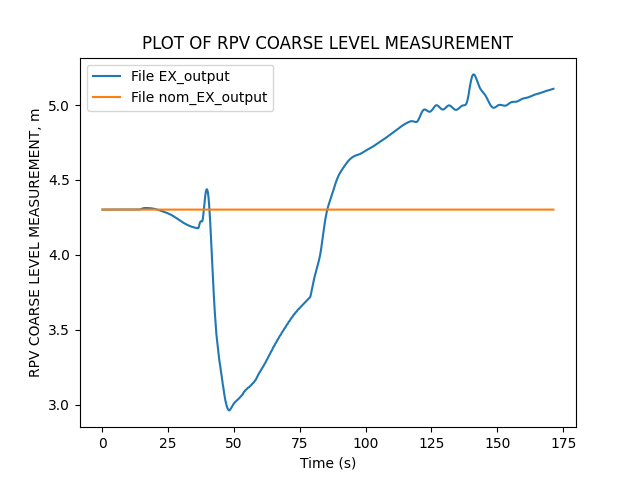 PLOT OF RPV COARSE LEVEL MEASUREMENT
File EX_output
File nom_EX_output
RPV COARSE LEVEL MEASUREMENT, m
5.0
4.5
4.0
3.5
3.0
0 25 50 75 100 125 150 175
Time (s)